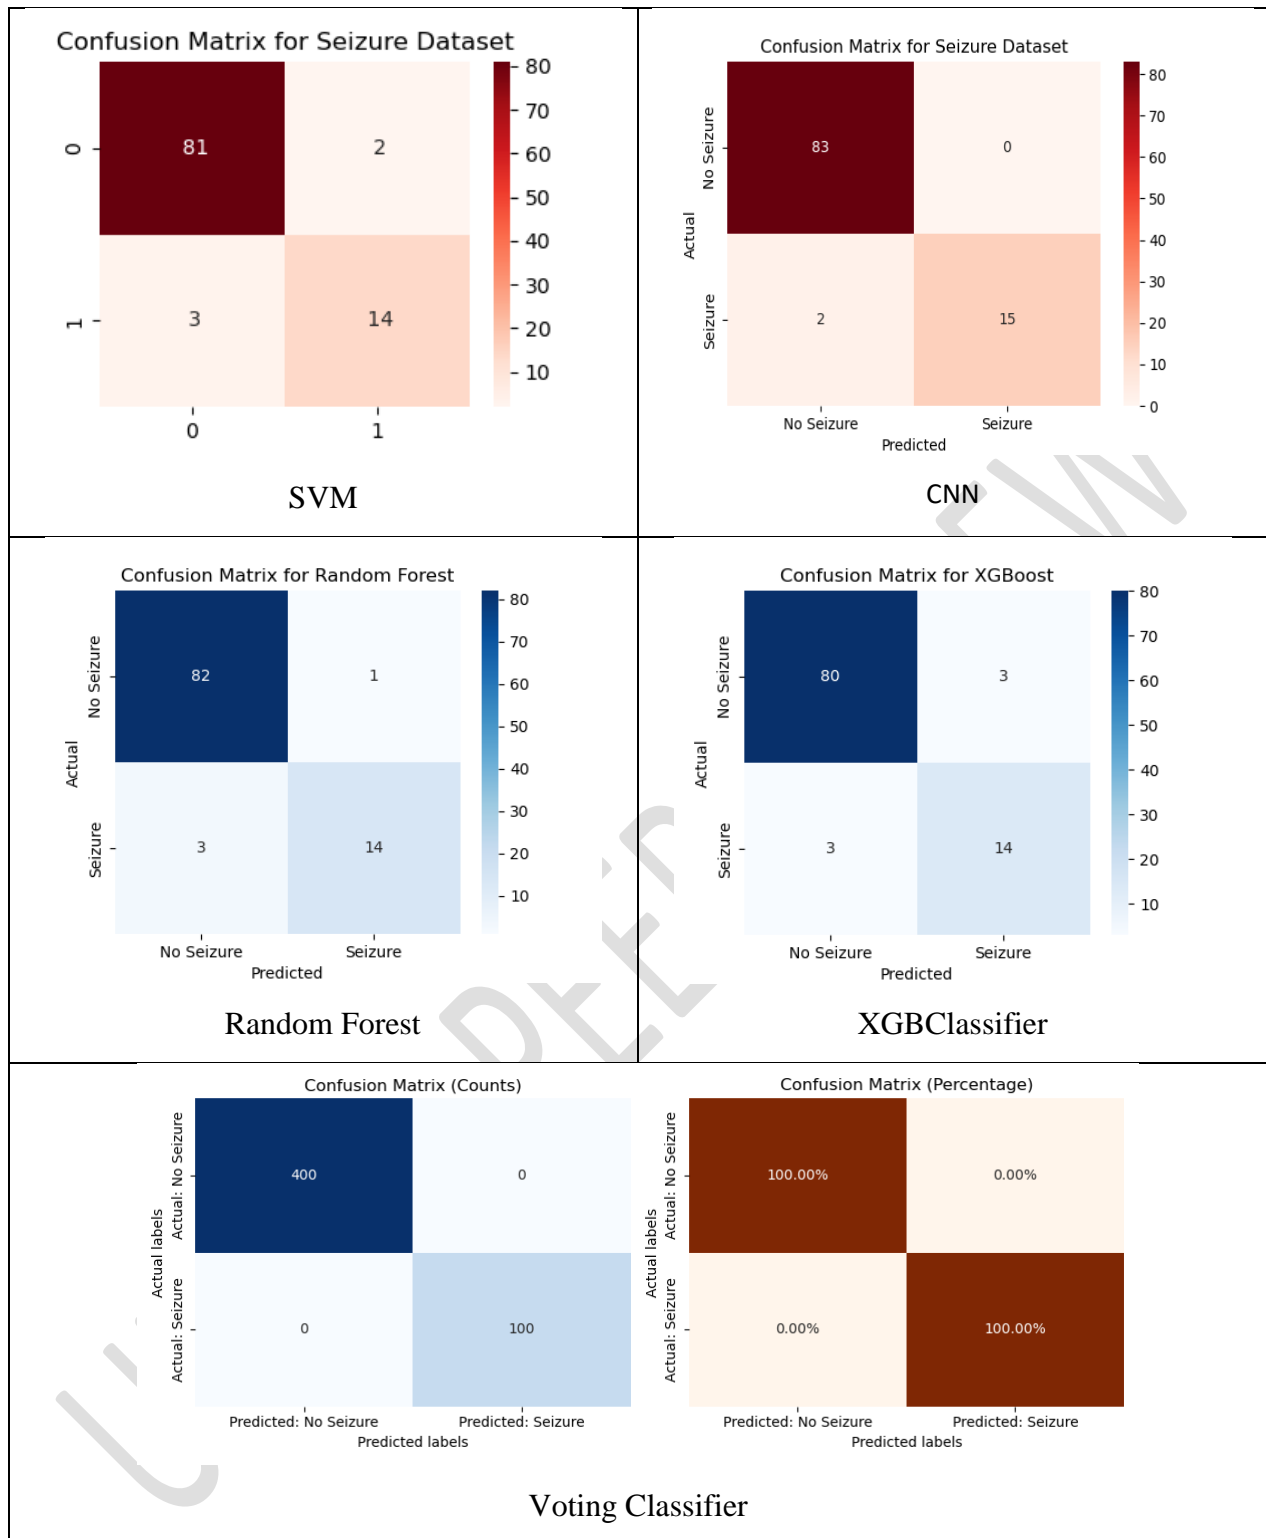 Confusion Matrix for Seizure Dataset
80
70
60
50
40
30
20
10
0
1
81 2
3 14
0 1
SVM
Confusion Matrix for Seizure Dataset
80
70
60
50
40
30
20
10
0
No Seizure
Seizure
Actual
83 0
2 15
No Seizure Seizure
Predicted
CNN
Confusion Matrix for Random Forest
80
70
60
50
40
30
20
10
No Seizure
Seizure
Actual
82 1
3 14
No Seizure Seizure
Predicted
Random Forest
Confusion Matrix for XGBoost
80
70
60
50
40
30
20
10
No Seizure
Seizure
Actual
80 3
3 14
No Seizure Seizure
Predicted
XGBClassifier
Confusion Matrix (Counts)
Actual: No Seizure
Actual: Seizure
Actual labels
400 0
0 100
Predicted: No Seizure Predicted: Seizure
Predicted labels
Confusion Matrix (Percentage)
Actual: No Seizure
Actual: Seizure
Actual labels
100.00% 0.00%
0.00% 100.00%
Predicted: No Seizure Predicted: Seizure
Predicted labels
Voting Classifier